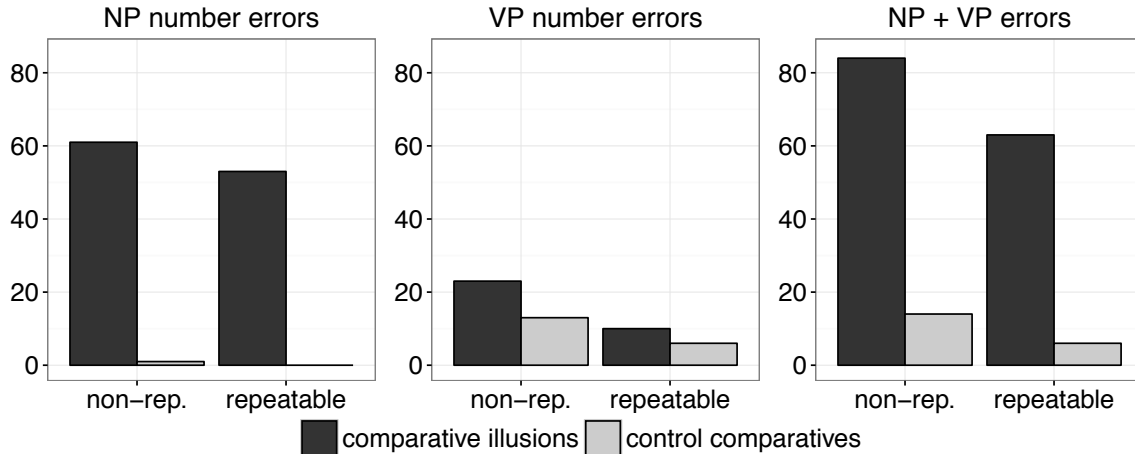 NP number errors
VP number errors
NP + VP errors
80
60
40
20
0
80
60
40
20
0
80
60
40
20
0
non−rep. repeatable
non−rep. repeatable
non−rep. repeatable
comparative illusions control comparatives